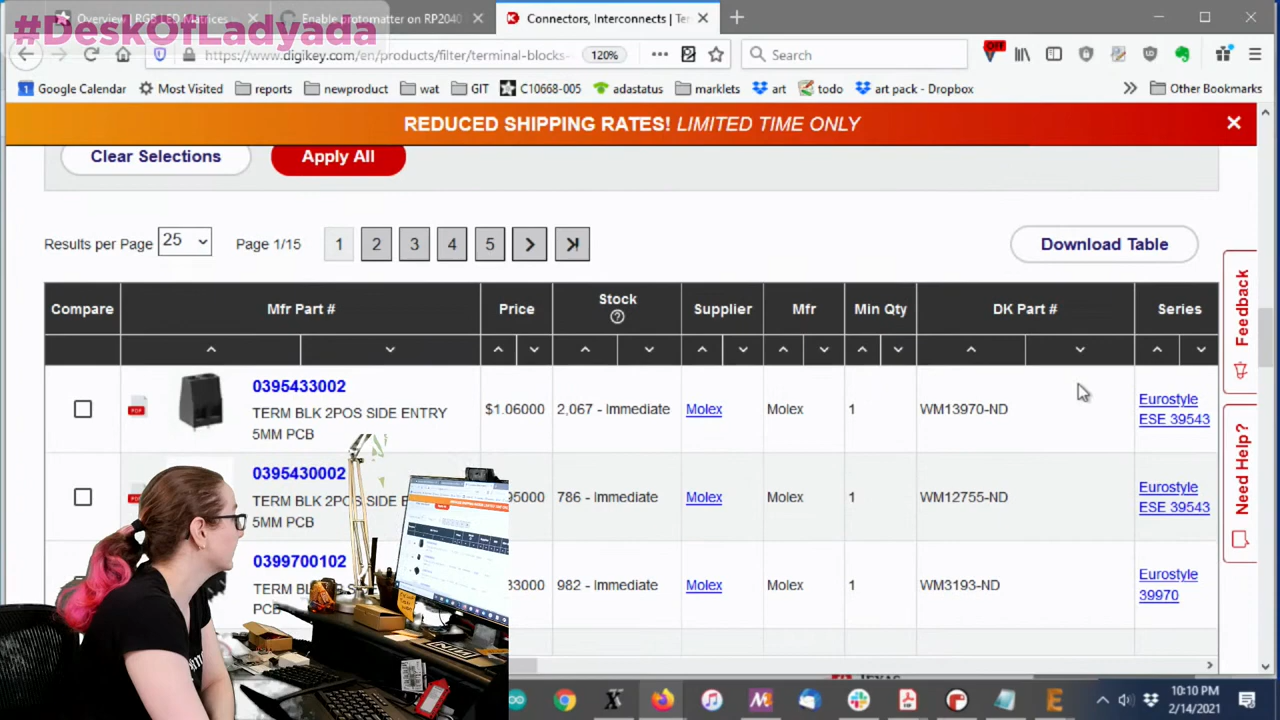 #DeskOfLadyada
Overview | RGB LED Matrices
Enable protomatter on RP2040
Connectors, Interconnects | Ter
https://www.digikey.com/en/products/filter/terminal-blocks-
120%
Search
OFF
Google Calendar
Most Visited
reports
newproduct
wat
GIT
C10668-005
adastatus
marklets
art
todo
art pack - Dropbox
Other Bookmarks
REDUCED SHIPPING RATES! LIMITED TIME ONLY
Clear Selections
Apply All
Results per Page 25
Page 1/15
1 2 3 4 5
Download Table
Compare Mfr Part # Price Stock Supplier Mfr Min Qty DK Part # Series
0395433002
TERM BLK 2POS SIDE ENTRY
5MM PCB
$1.06000 2,067 - Immediate Molex Molex 1 WM13970-ND Eurostyle
ESE 39543
0395430002
TERM BLK 2POS SIDE E
5MM PCB
95000 786 - Immediate Molex Molex 1 WM12755-ND Eurostyle
ESE 39543
0399700102
TERM BL
PCB
33000 982 - Immediate Molex Molex 1 WM3193-ND Eurostyle
39970
Feedback
Need Help?
10:10 PM
2/14/2021